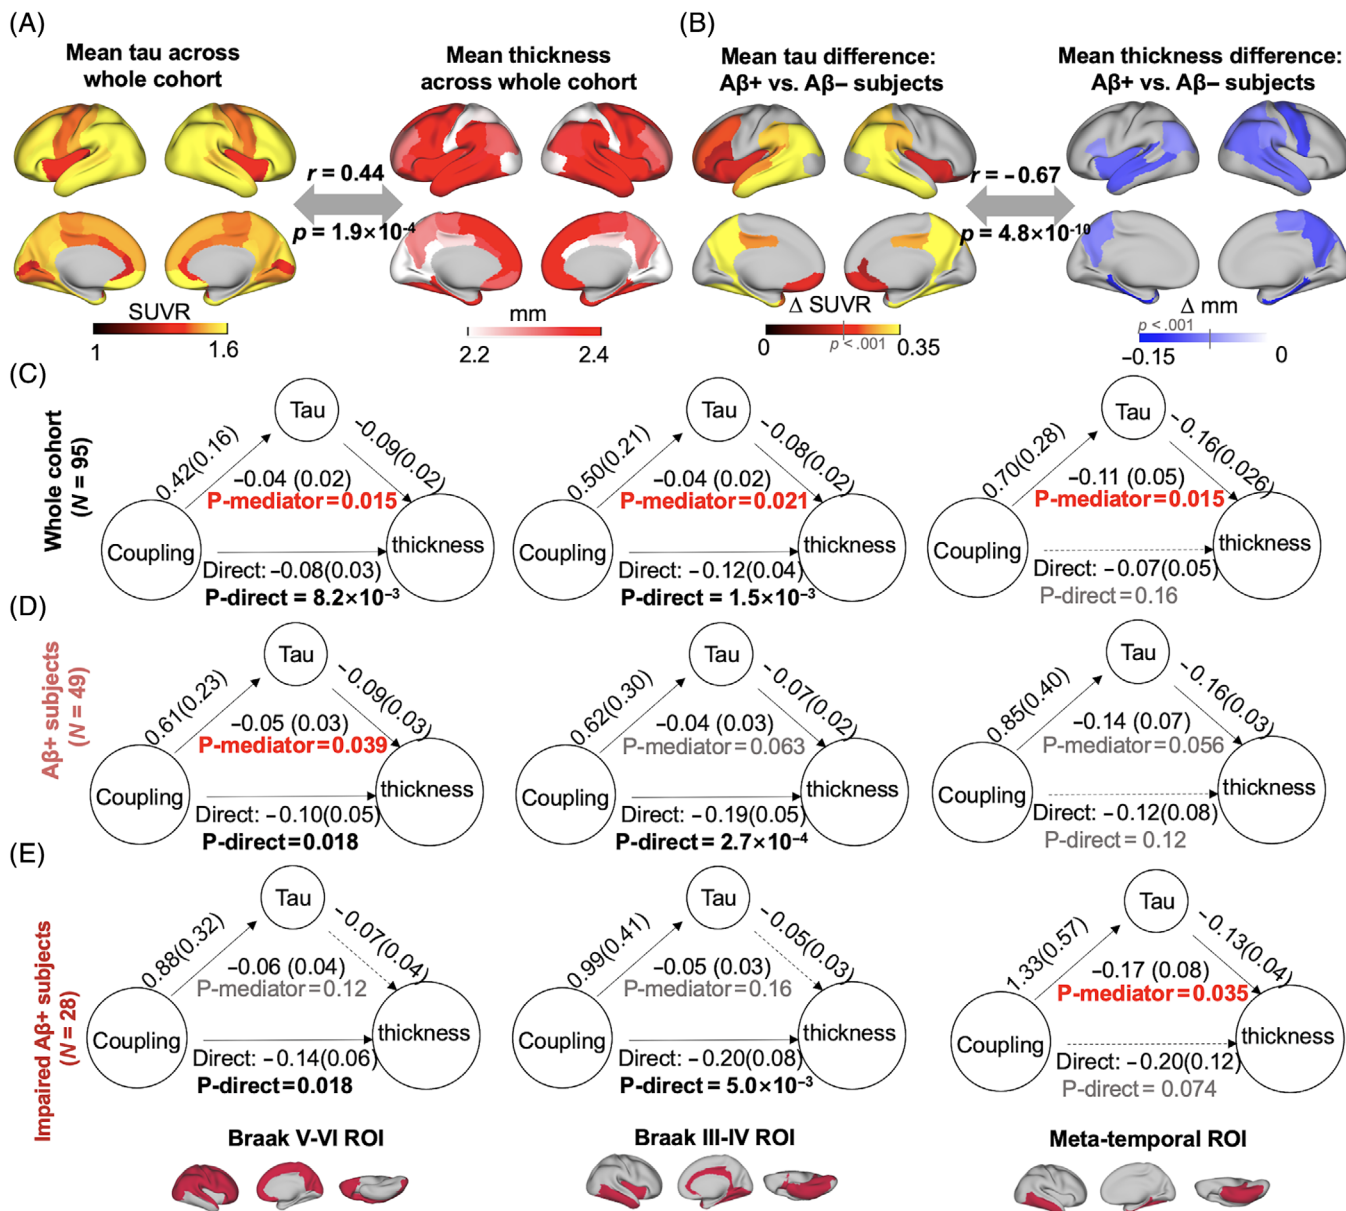 (A)
Mean tau across
whole cohort
Mean thickness
across whole cohort
r = 0.44
p = 1.9×10-4
SUVR
1
1.6
mm
2.2
2.4
(B)
Mean tau difference:
Aβ+ vs. Aβ− subjects
Mean thickness difference:
Aβ+ vs. Aβ− subjects
r = −0.67
p = 4.8×10-10
Δ SUVR
p < .001
0
0.35
Δ mm
p < .001
−0.15
0
(C)
Whole cohort
(N = 95)
Tau
0.42(0.16)
−0.09(0.02)
−0.04 (0.02)
P-mediator=0.015
Coupling
thickness
Direct: −0.08(0.03)
P-direct = 8.2×10−3
Tau
0.50(0.21)
−0.08(0.02)
−0.04 (0.02)
P-mediator=0.021
Coupling
thickness
Direct: −0.12(0.04)
P-direct = 1.5×10−3
Tau
0.70(0.28)
−0.16(0.026)
−0.11 (0.05)
P-mediator=0.015
Coupling
thickness
Direct: −0.07(0.05)
P-direct=0.16
(D)
Aβ+ subjects
(N = 49)
Tau
0.61(0.23)
−0.09(0.03)
−0.05 (0.03)
P-mediator=0.039
Coupling
thickness
Direct: −0.10(0.05)
P-direct=0.018
Tau
0.62(0.30)
−0.07(0.02)
−0.04 (0.03)
P-mediator=0.063
Coupling
thickness
Direct: −0.19(0.05)
P-direct = 2.7×10−4
Tau
0.85(0.40)
−0.16(0.03)
−0.14 (0.07)
P-mediator=0.056
Coupling
thickness
Direct: −0.12(0.08)
P-direct=0.12
(E)
Impaired Aβ+ subjects
(N = 28)
Tau
0.88(0.32)
−0.07(0.04)
−0.06 (0.04)
P-mediator=0.12
Coupling
thickness
Direct: −0.14(0.06)
P-direct=0.018
Tau
0.99(0.41)
−0.05(0.03)
−0.05 (0.03)
P-mediator=0.16
Coupling
thickness
Direct: −0.20(0.08)
P-direct = 5.0×10−3
Tau
1.33(0.57)
−0.13(0.04)
−0.17 (0.08)
P-mediator=0.035
Coupling
thickness
Direct: −0.20(0.12)
P-direct=0.074
Braak V-VI ROI
Braak III-IV ROI
Meta-temporal ROI